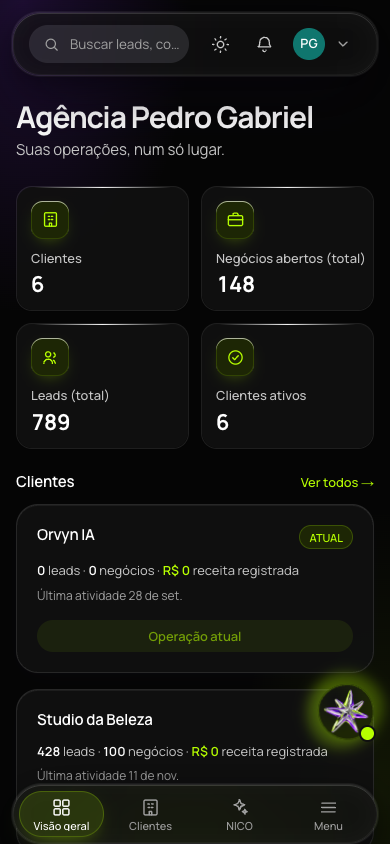 Buscar leads, co...
PG
Agência Pedro Gabriel
Suas operações, num só lugar.
Clientes
6
Negócios abertos (total)
148
Leads (total)
789
Clientes ativos
6
Clientes
Ver todos →
Orvyn IA
ATUAL
0 leads · 0 negócios · R$ 0 receita registrada
Última atividade 28 de set.
Operação atual
Studio da Beleza
428 leads · 100 negócios · R$ 0 receita registrada
Última atividade 11 de nov.
Visão geral
Clientes
NICO
Menu